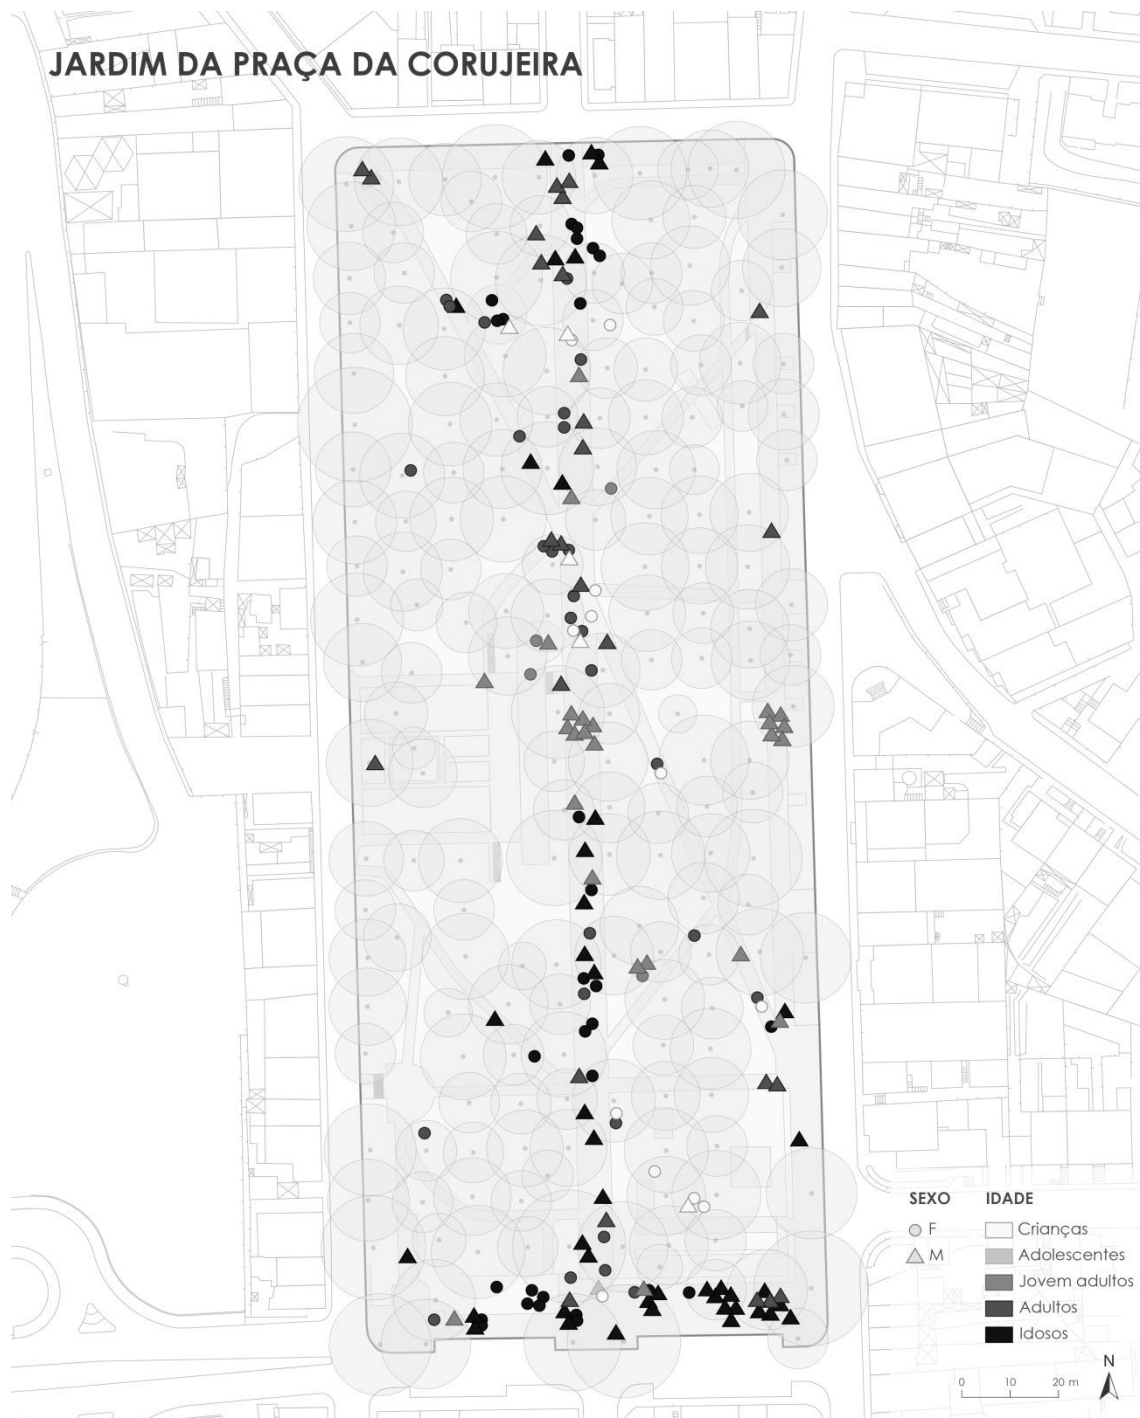 JARDIM DA PRAÇA DA CORUJEIRA
SEXO IDADE
F Crianças
M Adolescentes
Jovem adultos
Adultos
Idosos
N
0 10 20 m